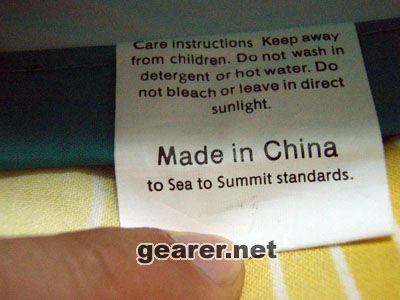 Care instructions Keep away
from children. Do not wash in
detergent or hot water. Do
not bleach or leave in direct
sunlight.
Made in China
to Sea to Summit standards.
gearer.net